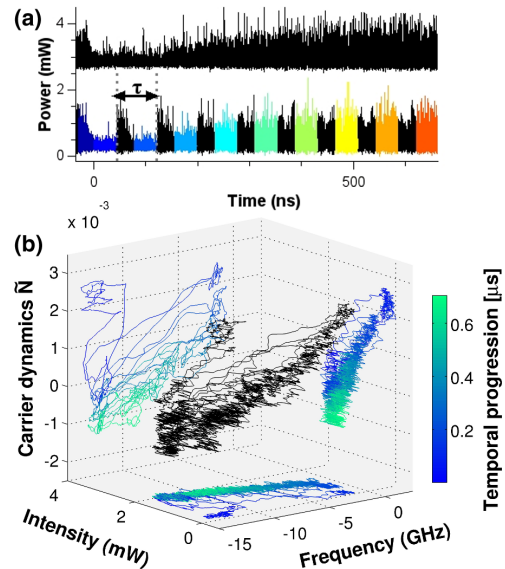 (a)
4
2
0
Power (mW)
τ
0
500
Time (ns)
x 10
-3
(b)
3
2
1
0
-1
-2
Carrier dynamics Ñ
4
2
0
Intensity (mW)
-15
-10
-5
0
Frequency (GHz)
0.6
0.4
0.2
Temporal progression [µs]